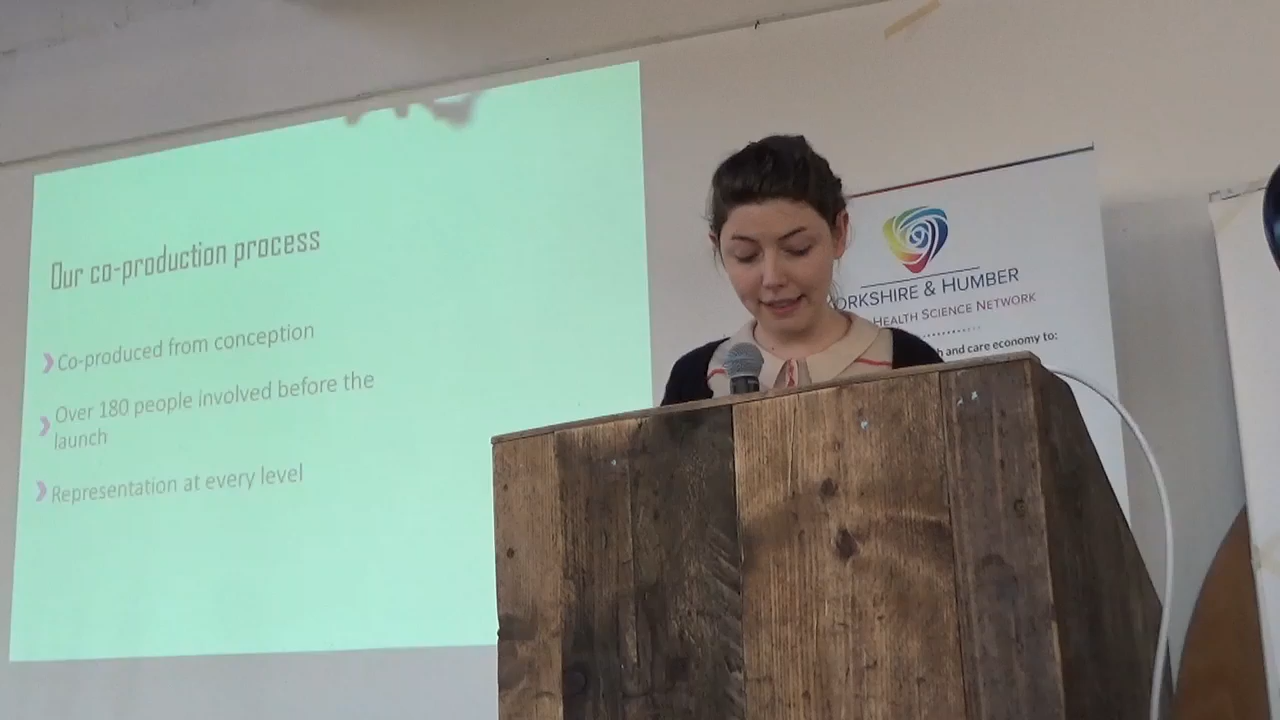 Our co-production process
Co-produced from conception
Over 180 people involved before the
launch
Representation at every level
ORKSHIRE & HUMBER
HEALTH SCIENCE NETWORK
and care economy to: